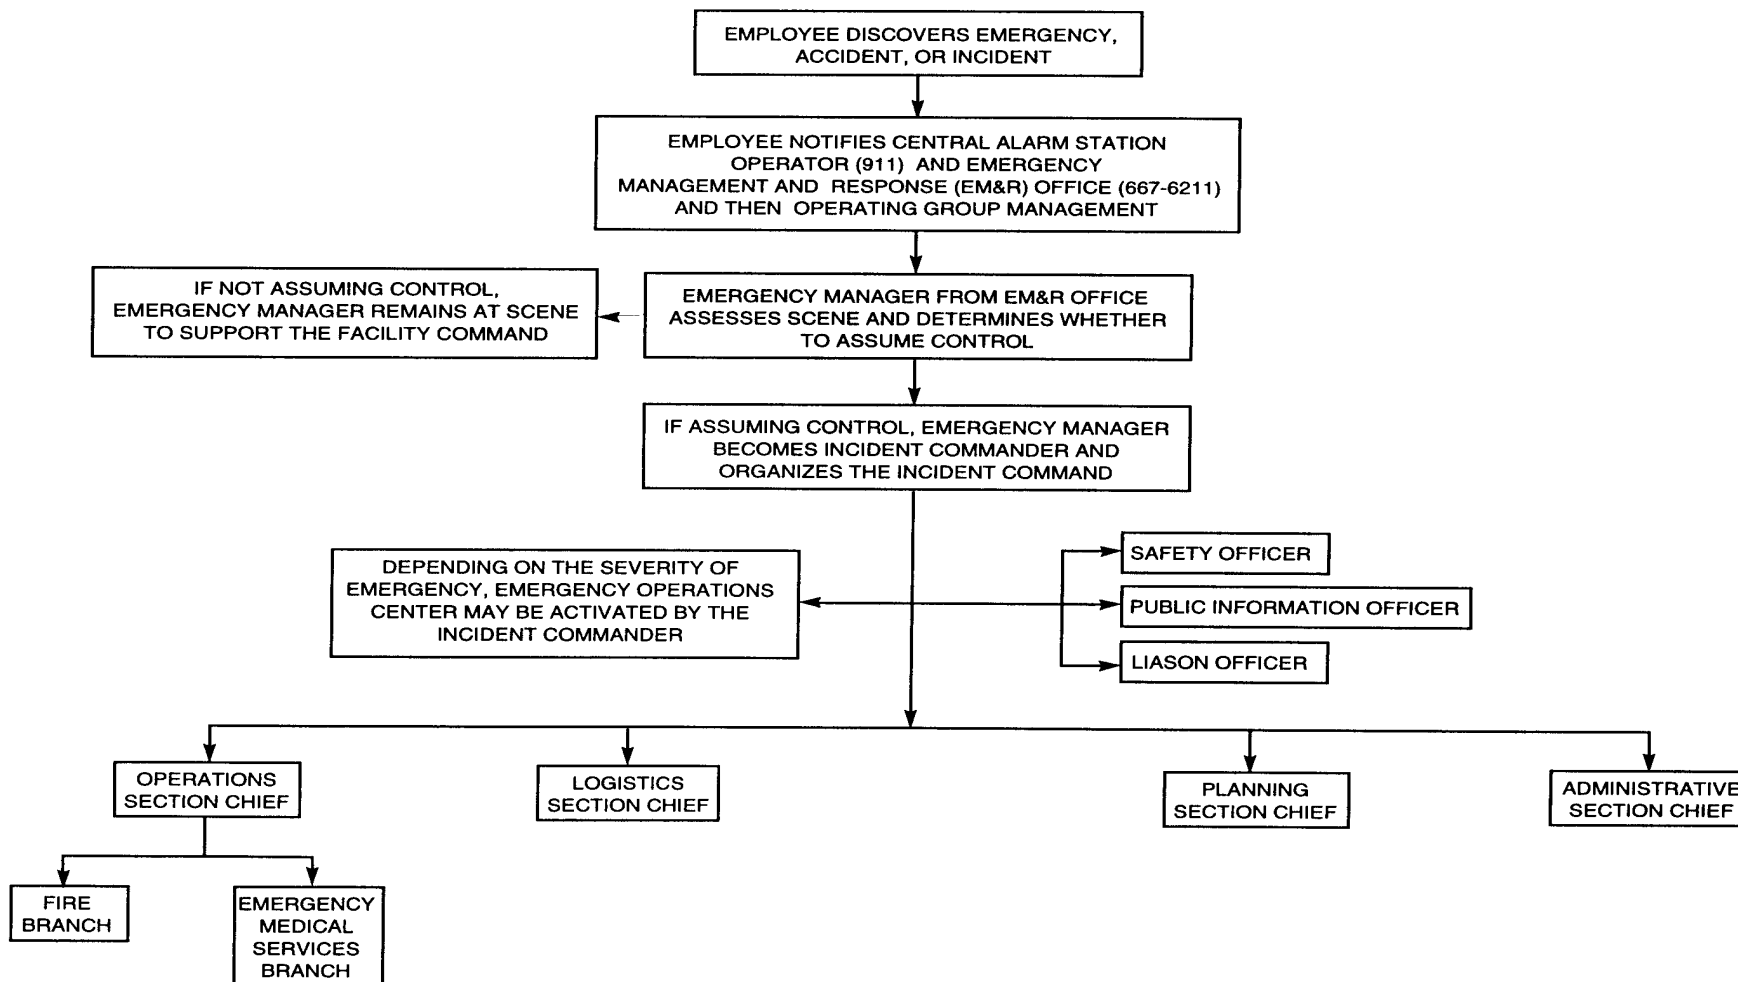 EMPLOYEE DISCOVERS EMERGENCY,
ACCIDENT, OR INCIDENT
EMPLOYEE NOTIFIES CENTRAL ALARM STATION
OPERATOR (911) AND EMERGENCY
MANAGEMENT AND RESPONSE (EM&R) OFFICE (667-6211)
AND THEN OPERATING GROUP MANAGEMENT
IF NOT ASSUMING CONTROL,
EMERGENCY MANAGER REMAINS AT SCENE
TO SUPPORT THE FACILITY COMMAND
EMERGENCY MANAGER FROM EM&R OFFICE
ASSESSES SCENE AND DETERMINES WHETHER
TO ASSUME CONTROL
IF ASSUMING CONTROL, EMERGENCY MANAGER
BECOMES INCIDENT COMMANDER AND
ORGANIZES THE INCIDENT COMMAND
DEPENDING ON THE SEVERITY OF
EMERGENCY, EMERGENCY OPERATIONS
CENTER MAY BE ACTIVATED BY THE
INCIDENT COMMANDER
SAFETY OFFICER
PUBLIC INFORMATION OFFICER
LIASON OFFICER
OPERATIONS
SECTION CHIEF
LOGISTICS
SECTION CHIEF
PLANNING
SECTION CHIEF
ADMINISTRATIVE
SECTION CHIEF
FIRE
BRANCH
EMERGENCY
MEDICAL
SERVICES
BRANCH